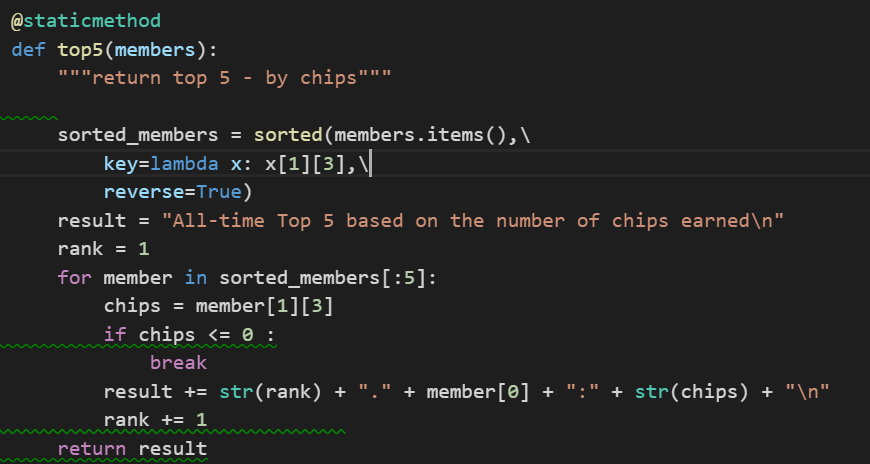 @staticmethod
def top5(members):
    """return top 5 - by chips"""

    sorted_members = sorted(members.items(),\
        key=lambda x: x[1][3],\
        reverse=True)
    result = "All-time Top 5 based on the number of chips earned\n"
    rank = 1
    for member in sorted_members[:5]:
        chips = member[1][3]
        if chips <= 0 :
            break
        result += str(rank) + "." + member[0] + ":" + str(chips) + "\n"
        rank += 1
    return result